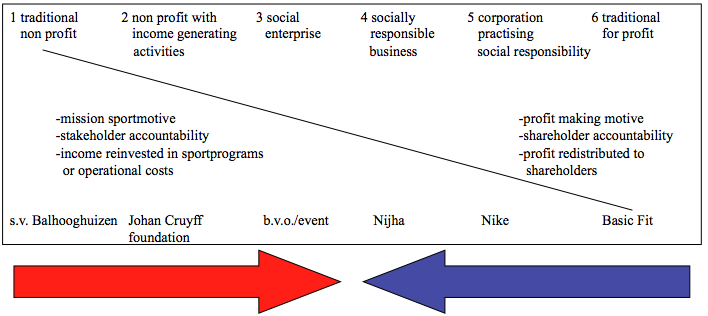 1 traditional non profit
2 non profit with income generating activities
3 social enterprise
4 socially responsible business
5 corporation practising social responsibility
6 traditional for profit
-mission sportmotive
-stakeholder accountability
-income reinvested in sportprograms
or operational costs
-profit making motive
-shareholder accountability
-profit redistributed to
shareholders
s.v. Balhooghuizen
Johan Cruyff
foundation
b.v.o./event
Nijha
Nike
Basic Fit